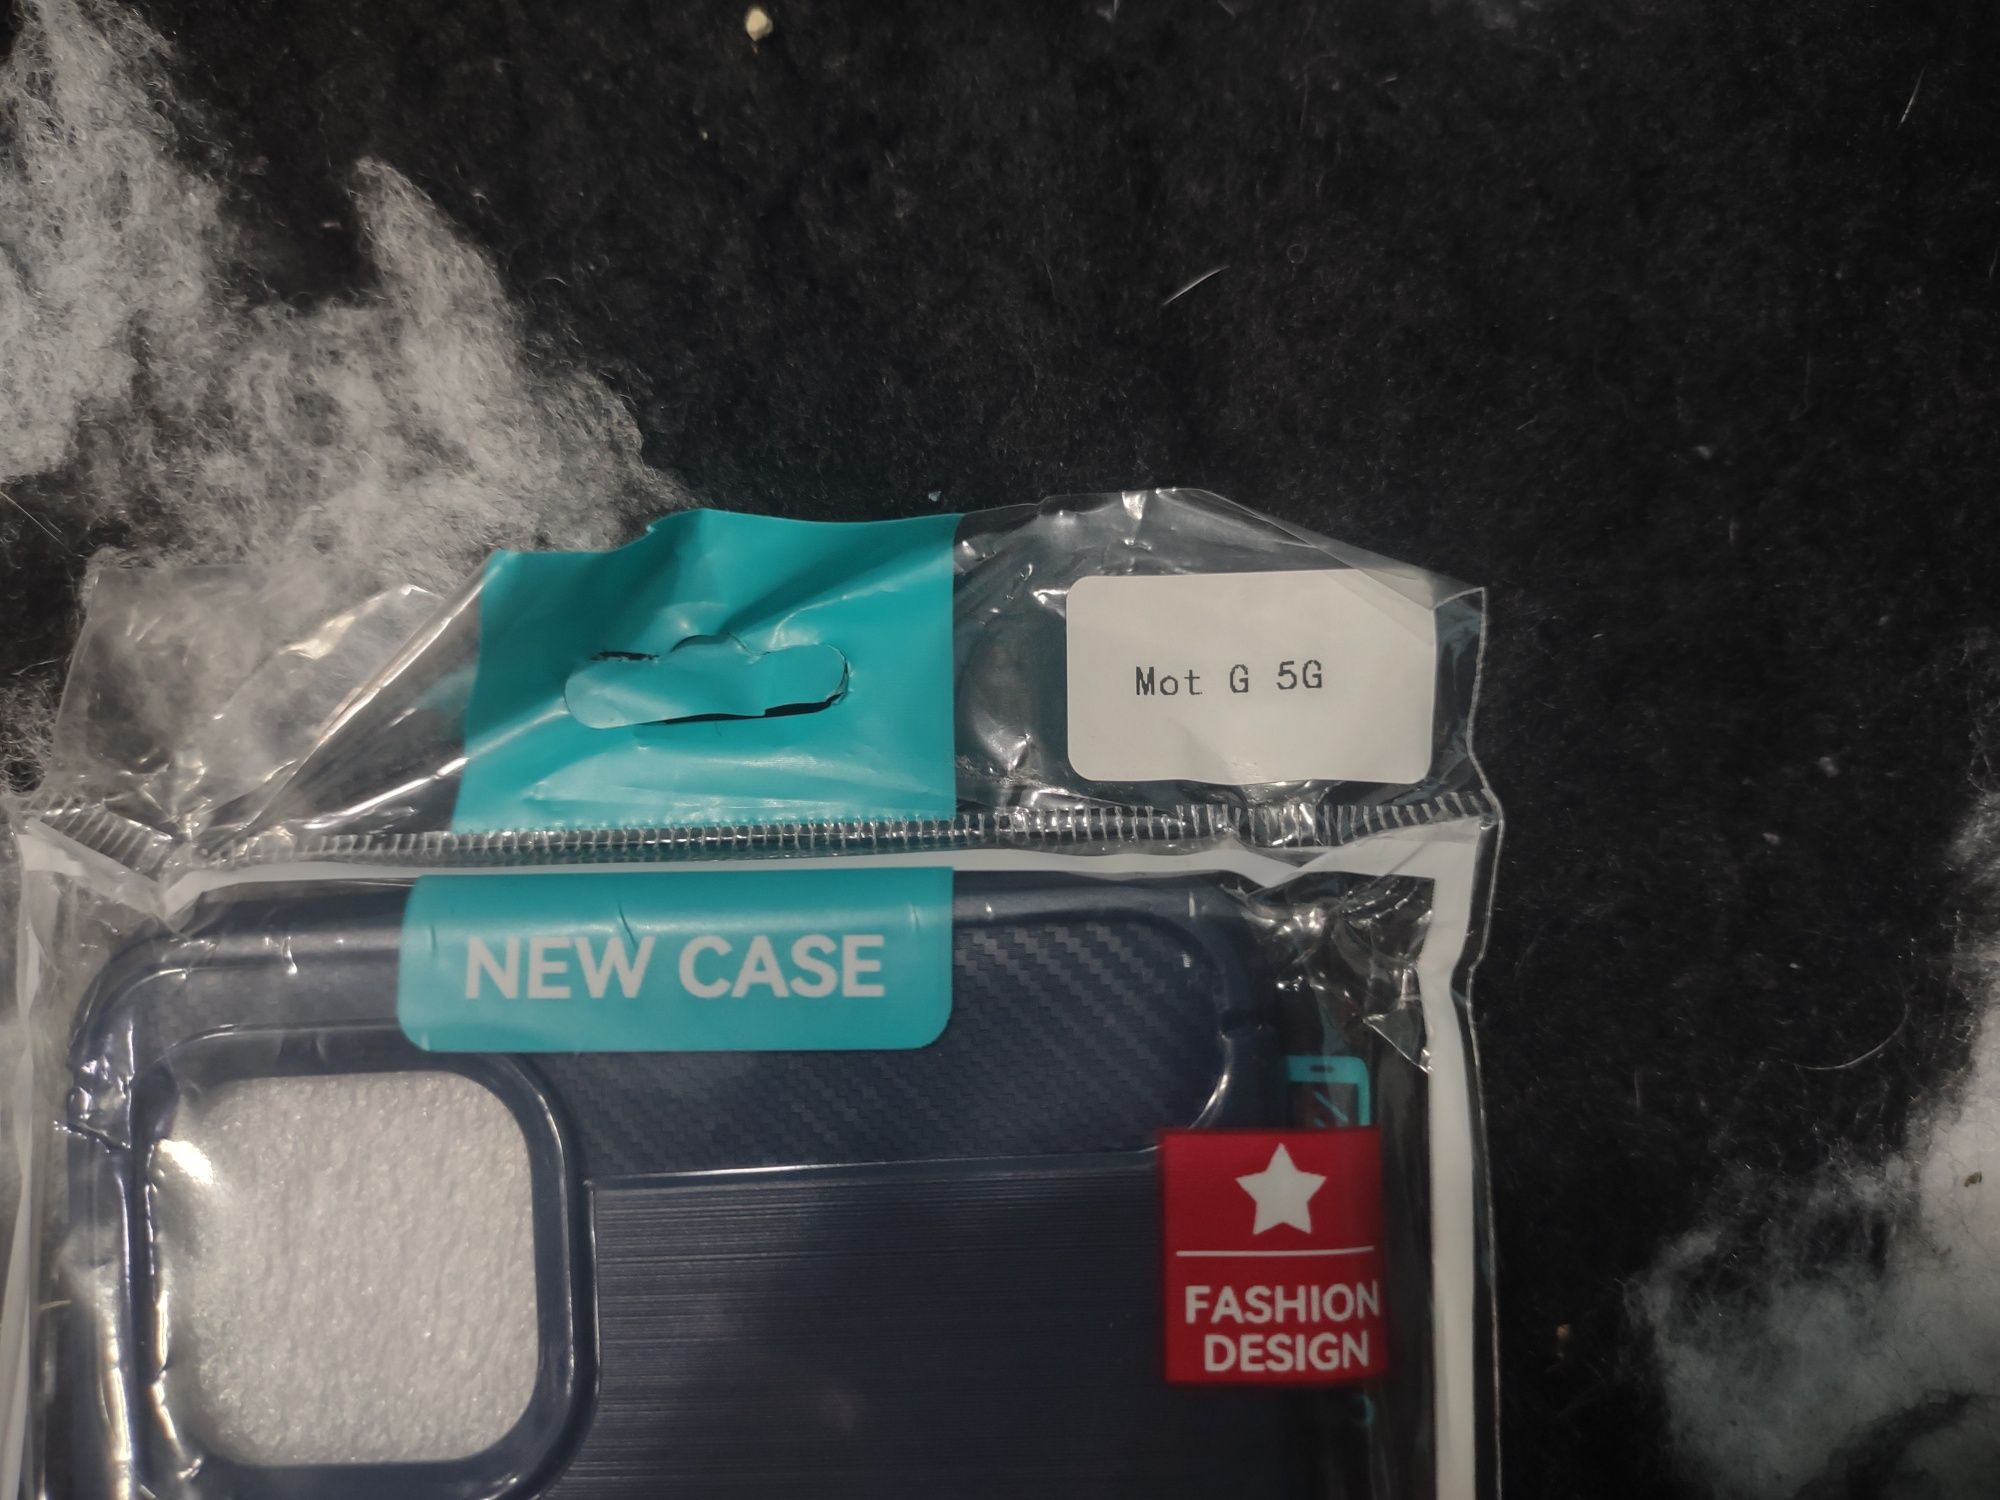 Mot G 5G
NEW CASE
FASHION
DESIGN